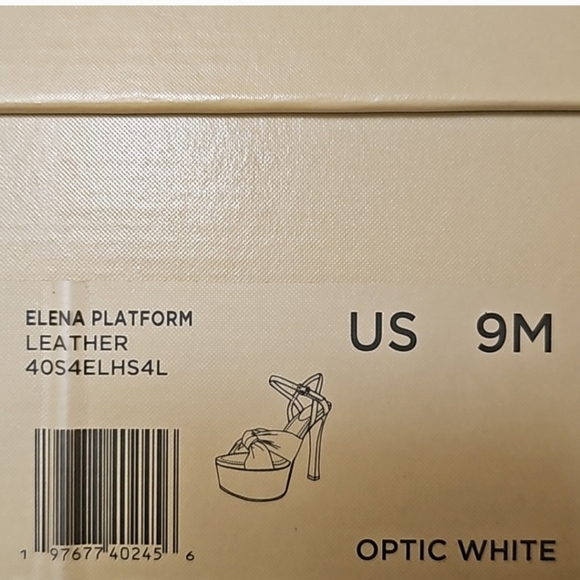 ELENA PLATFORM
LEATHER
40S4ELHS4L
US 9M
1 97677 40245 6
OPTIC WHITE